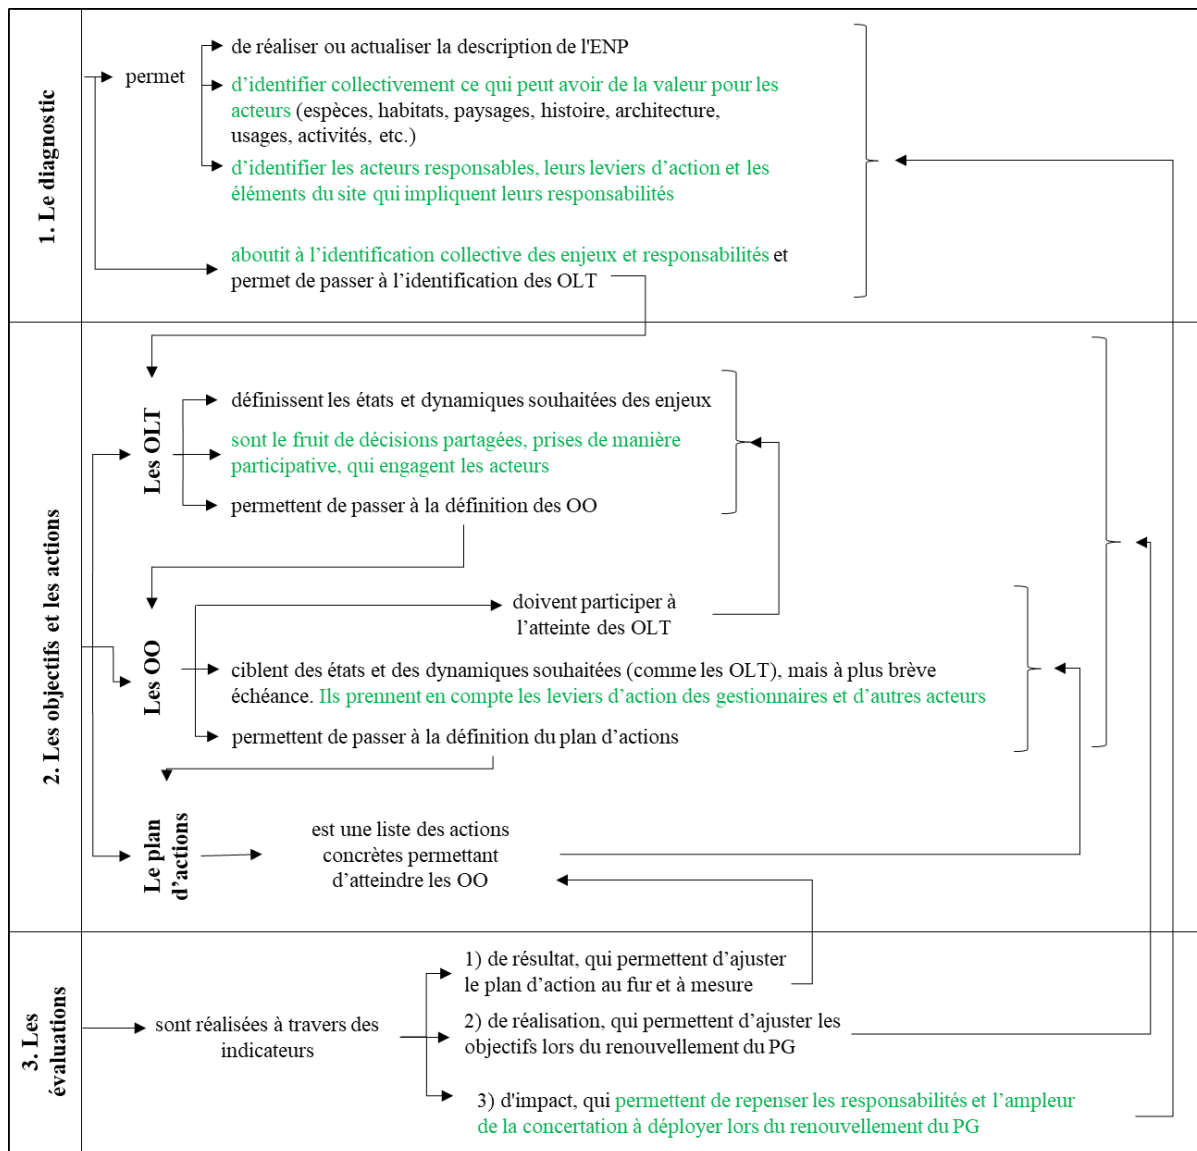 1. Le diagnostic
permet
de réaliser ou actualiser la description de l'ENP
d’identifier collectivement ce qui peut avoir de la valeur pour les
acteurs (espèces, habitats, paysages, histoire, architecture,
usages, activités, etc.)
d’identifier les acteurs responsables, leurs leviers d’action et les
éléments du site qui impliquent leurs responsabilités
aboutit à l’identification collective des enjeux et responsabilités et
permet de passer à l’identification des OLT
2. Les objectifs et les actions
Les OLT
définissent les états et dynamiques souhaitées des enjeux
sont le fruit de décisions partagées, prises de manière
participative, qui engagent les acteurs
permettent de passer à la définition des OO
Les OO
doivent participer à
l’atteinte des OLT
ciblent des états et des dynamiques souhaitées (comme les OLT), mais à plus brève
échéance. Ils prennent en compte les leviers d’action des gestionnaires et d’autres acteurs
permettent de passer à la définition du plan d’actions
Le plan
d’actions
est une liste des actions
concrètes permettant
d’atteindre les OO
3. Les
évaluations
sont réalisées à travers des
indicateurs
1) de résultat, qui permettent d’ajuster
le plan d’action au fur et à mesure
2) de réalisation, qui permettent d’ajuster les
objectifs lors du renouvellement du PG
3) d'impact, qui permettent de repenser les responsabilités et l’ampleur
de la concertation à déployer lors du renouvellement du PG